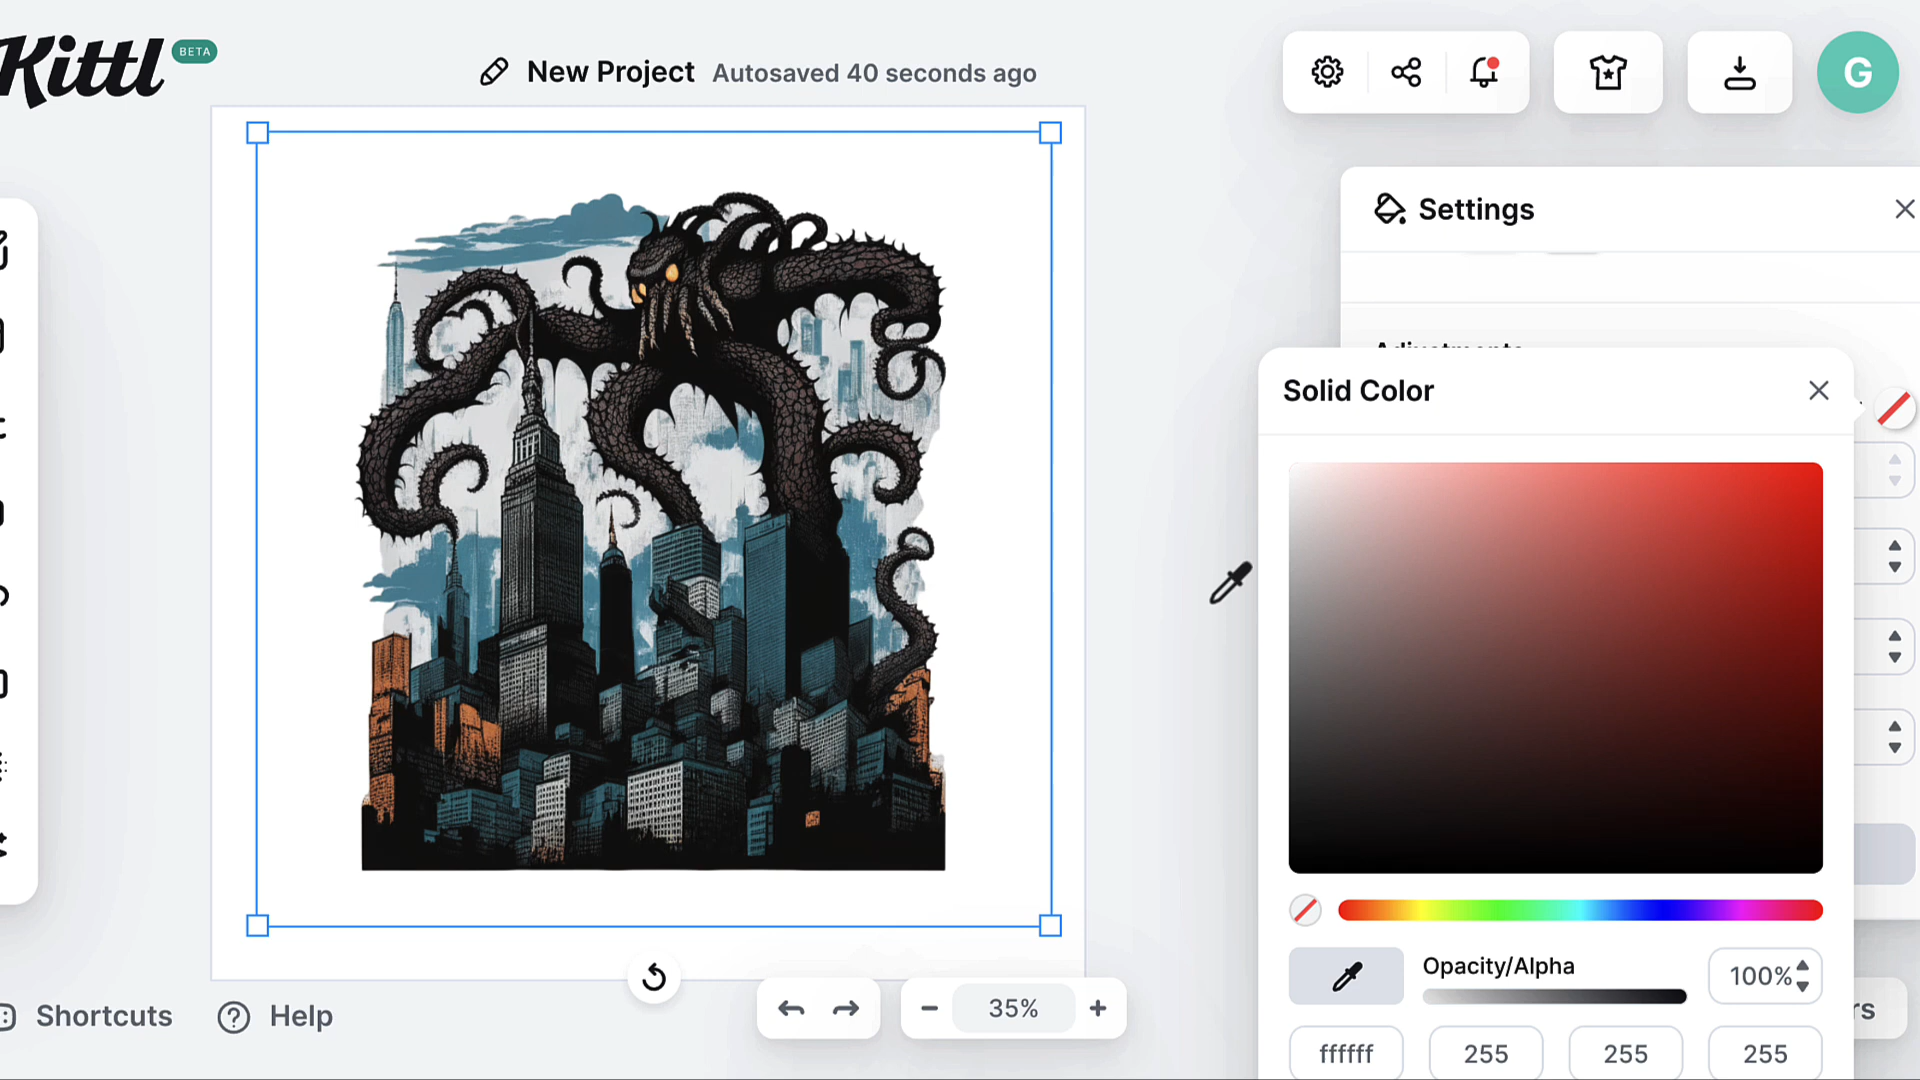 Kittl BETA
New Project Autosaved 40 seconds ago
G
Settings
Adjustments
Solid Color
Opacity/Alpha
100%
ffffff 255 255 255
35%
Shortcuts
Help